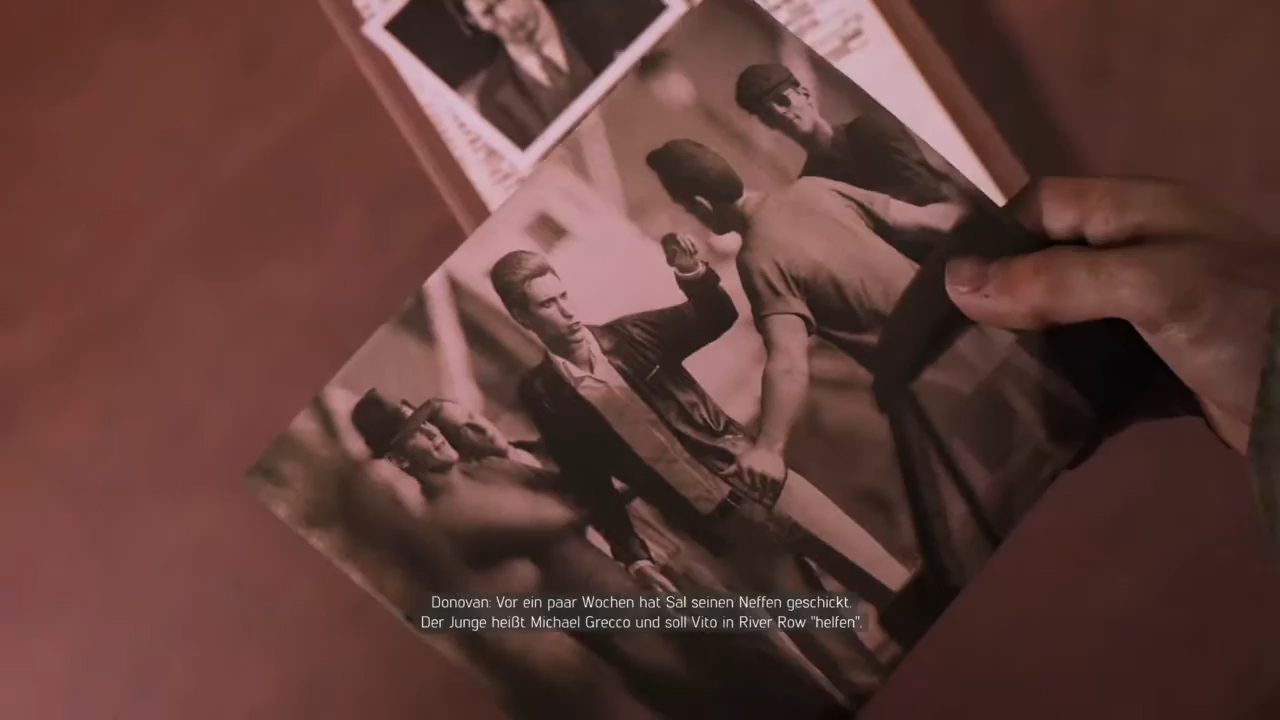 Donovan: Vor ein paar Wochen hat Sal seinen Neffen geschickt.
Der Junge heißt Michael Grecco und soll Vito in River Row "helfen".